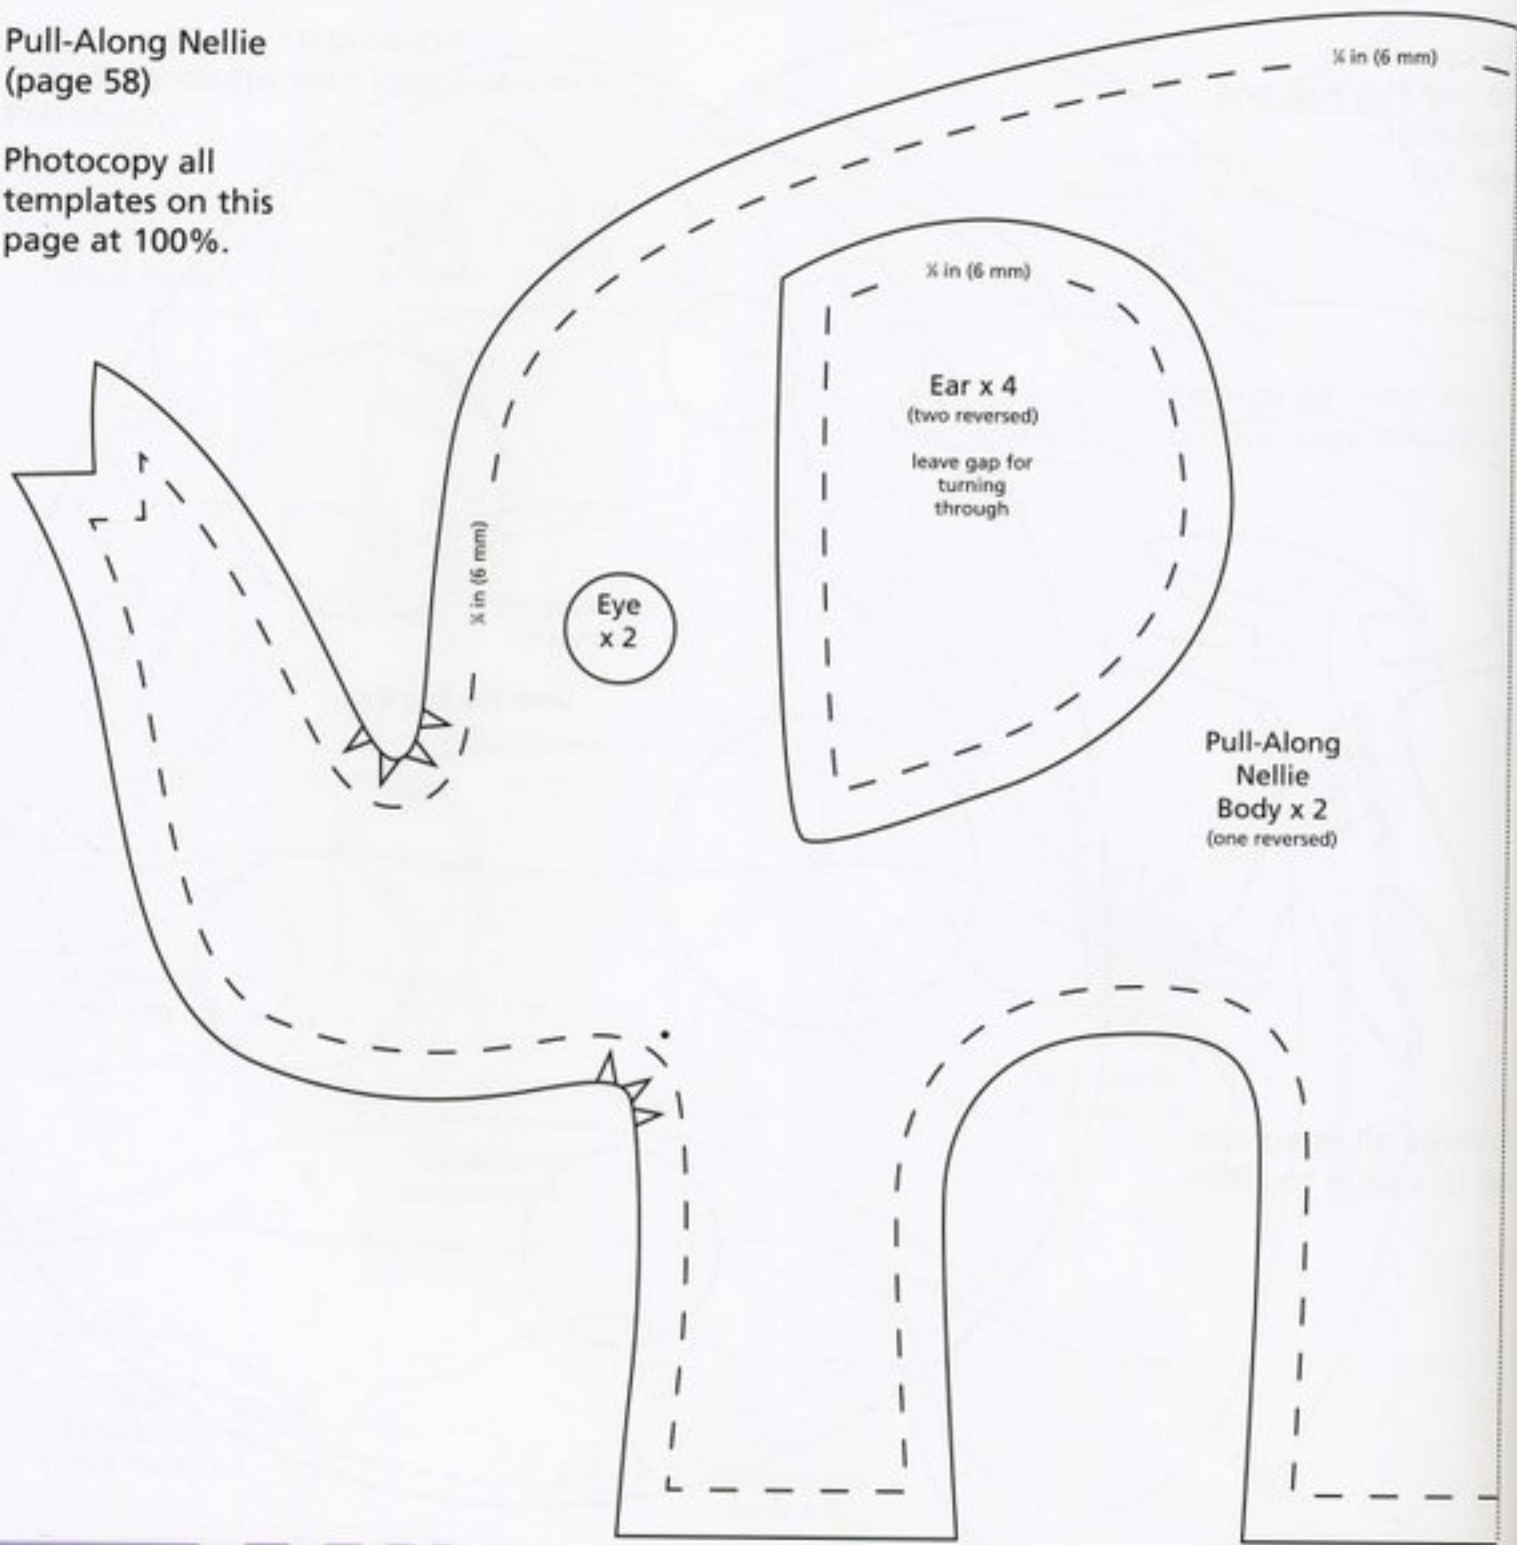 Pull-Along Nellie
(page 58)
Photocopy all
templates on this
page at 100%.
¼ in (6 mm)
¼ in (6 mm)
Ear x 4
(two reversed)
leave gap for
turning
through
¼ in (6 mm)
Eye
x 2
Pull-Along
Nellie
Body x 2
(one reversed)